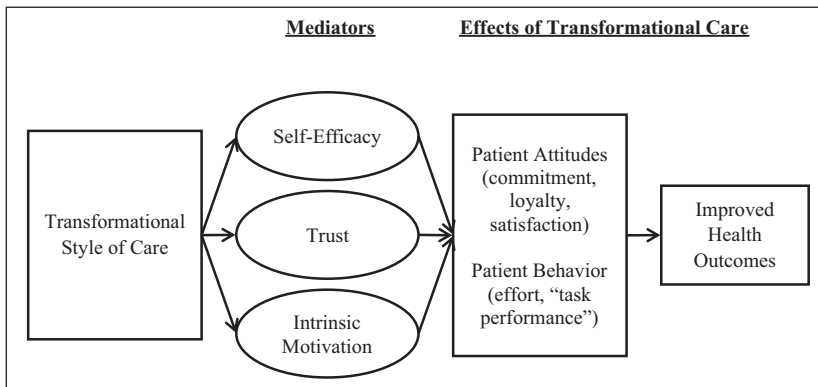 Mediators
Effects of Transformational Care
Transformational
Style of Care
Self-Efficacy
Trust
Intrinsic
Motivation
Patient Attitudes
(commitment,
loyalty,
satisfaction)
Patient Behavior
(effort, “task
performance”)
Improved
Health
Outcomes